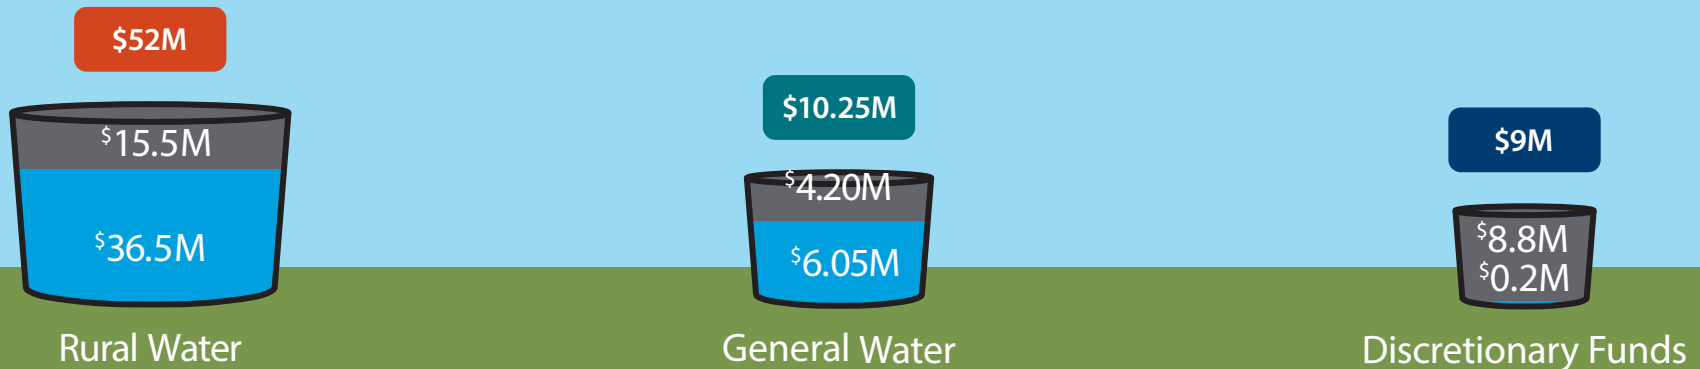 $52M
$15.5M
$36.5M
Rural Water
$10.25M
$4.20M
$6.05M
General Water
$9M
$8.8M
$0.2M
Discretionary Funds